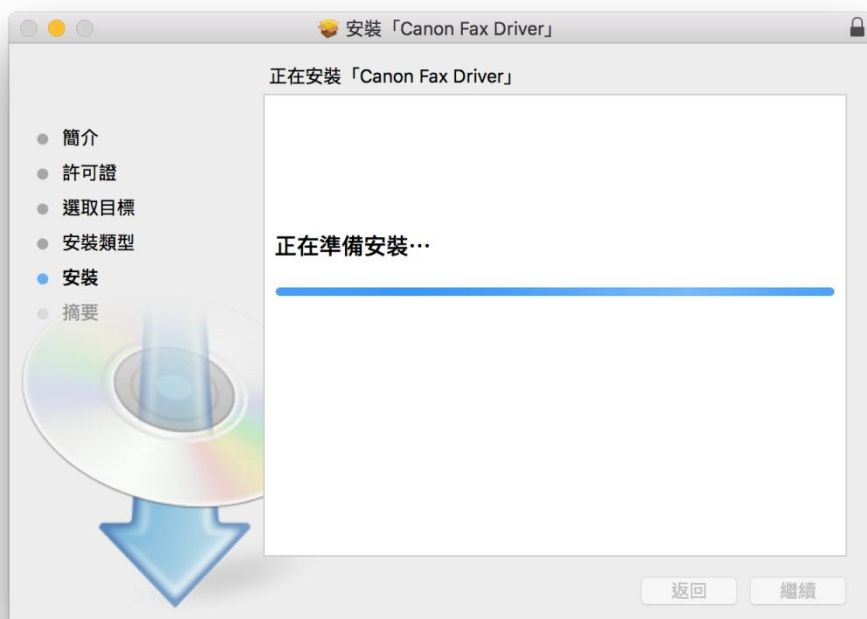 安裝「Canon Fax Driver」
正在安裝「Canon Fax Driver」
簡介
許可證
選取目標
安裝類型
安裝
摘要
正在準備安裝⋯
返回
繼續